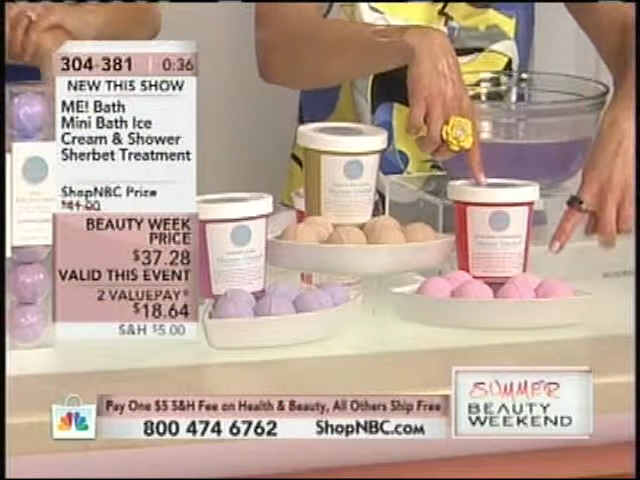 304-381 0:36
NEW THIS SHOW
ME! Bath
Mini Bath Ice
Cream & Shower
Sherbet Treatment
ShopNBC Price
BEAUTY WEEK
PRICE
$37.28
VALID THIS EVENT
2 VALUEPAY®
$18.64
S&H $5.00
Pay One $5 S&H Fee on Health & Beauty, All Others Ship Free
800 474 6762 ShopNBC.com
SUMMER
BEAUTY
WEEKEND